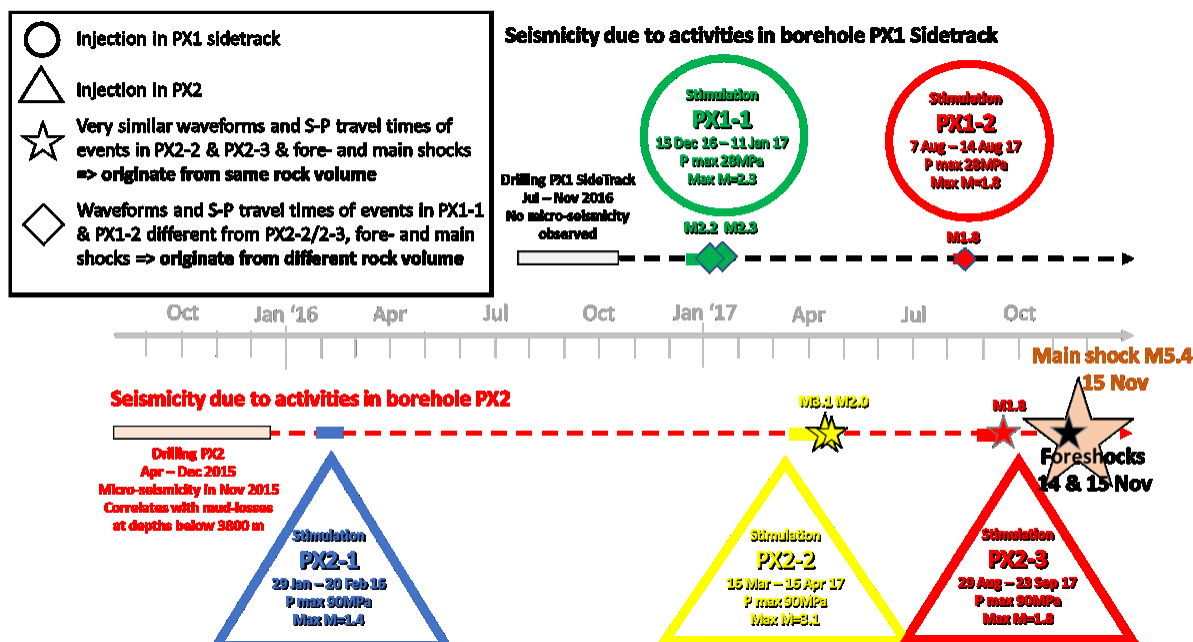 Injection in PX1 sidetrack
Injection in PX2
Very similar waveforms and S-P travel times of
events in PX2-2 & PX2-3 & fore- and main shocks
=> originate from same rock volume
Waveforms and S-P travel times of events in PX1-1
& PX1-2 different from PX2-2/2-3, fore- and main
shocks => originate from different rock volume
Seismicity due to activities in borehole PX1 Sidetrack
Stimulation
PX1-1
15 Dec 16 – 11 Jan 17
P max 28MPa
Max M=2.3
Stimulation
PX1-2
7 Aug – 14 Aug 17
P max 28MPa
Max M=1.8
Drilling PX1 SideTrack
Jul – Nov 2016
No micro-seismicity
observed
M2.2 M2.3
M1.8
Oct Jan ‘16 Apr Jul Oct Jan ‘17 Apr Jul Oct
Main shock M5.4
15 Nov
Seismicity due to activities in borehole PX2
M3.1 M2.0
M1.8
Foreshocks
14 & 15 Nov
Drilling PX2
Apr – Dec 2015
Micro-seismicity in Nov 2015
Correlates with mud-losses
at depths below 3800 m
Stimulation
PX2-1
29 Jan – 20 Feb 16
P max 90MPa
Max M=1.4
Stimulation
PX2-2
16 Mar – 16 Apr 17
P max 90MPa
Max M=3.1
Stimulation
PX2-3
29 Aug – 23 Sep 17
P max 90MPa
Max M=1.8